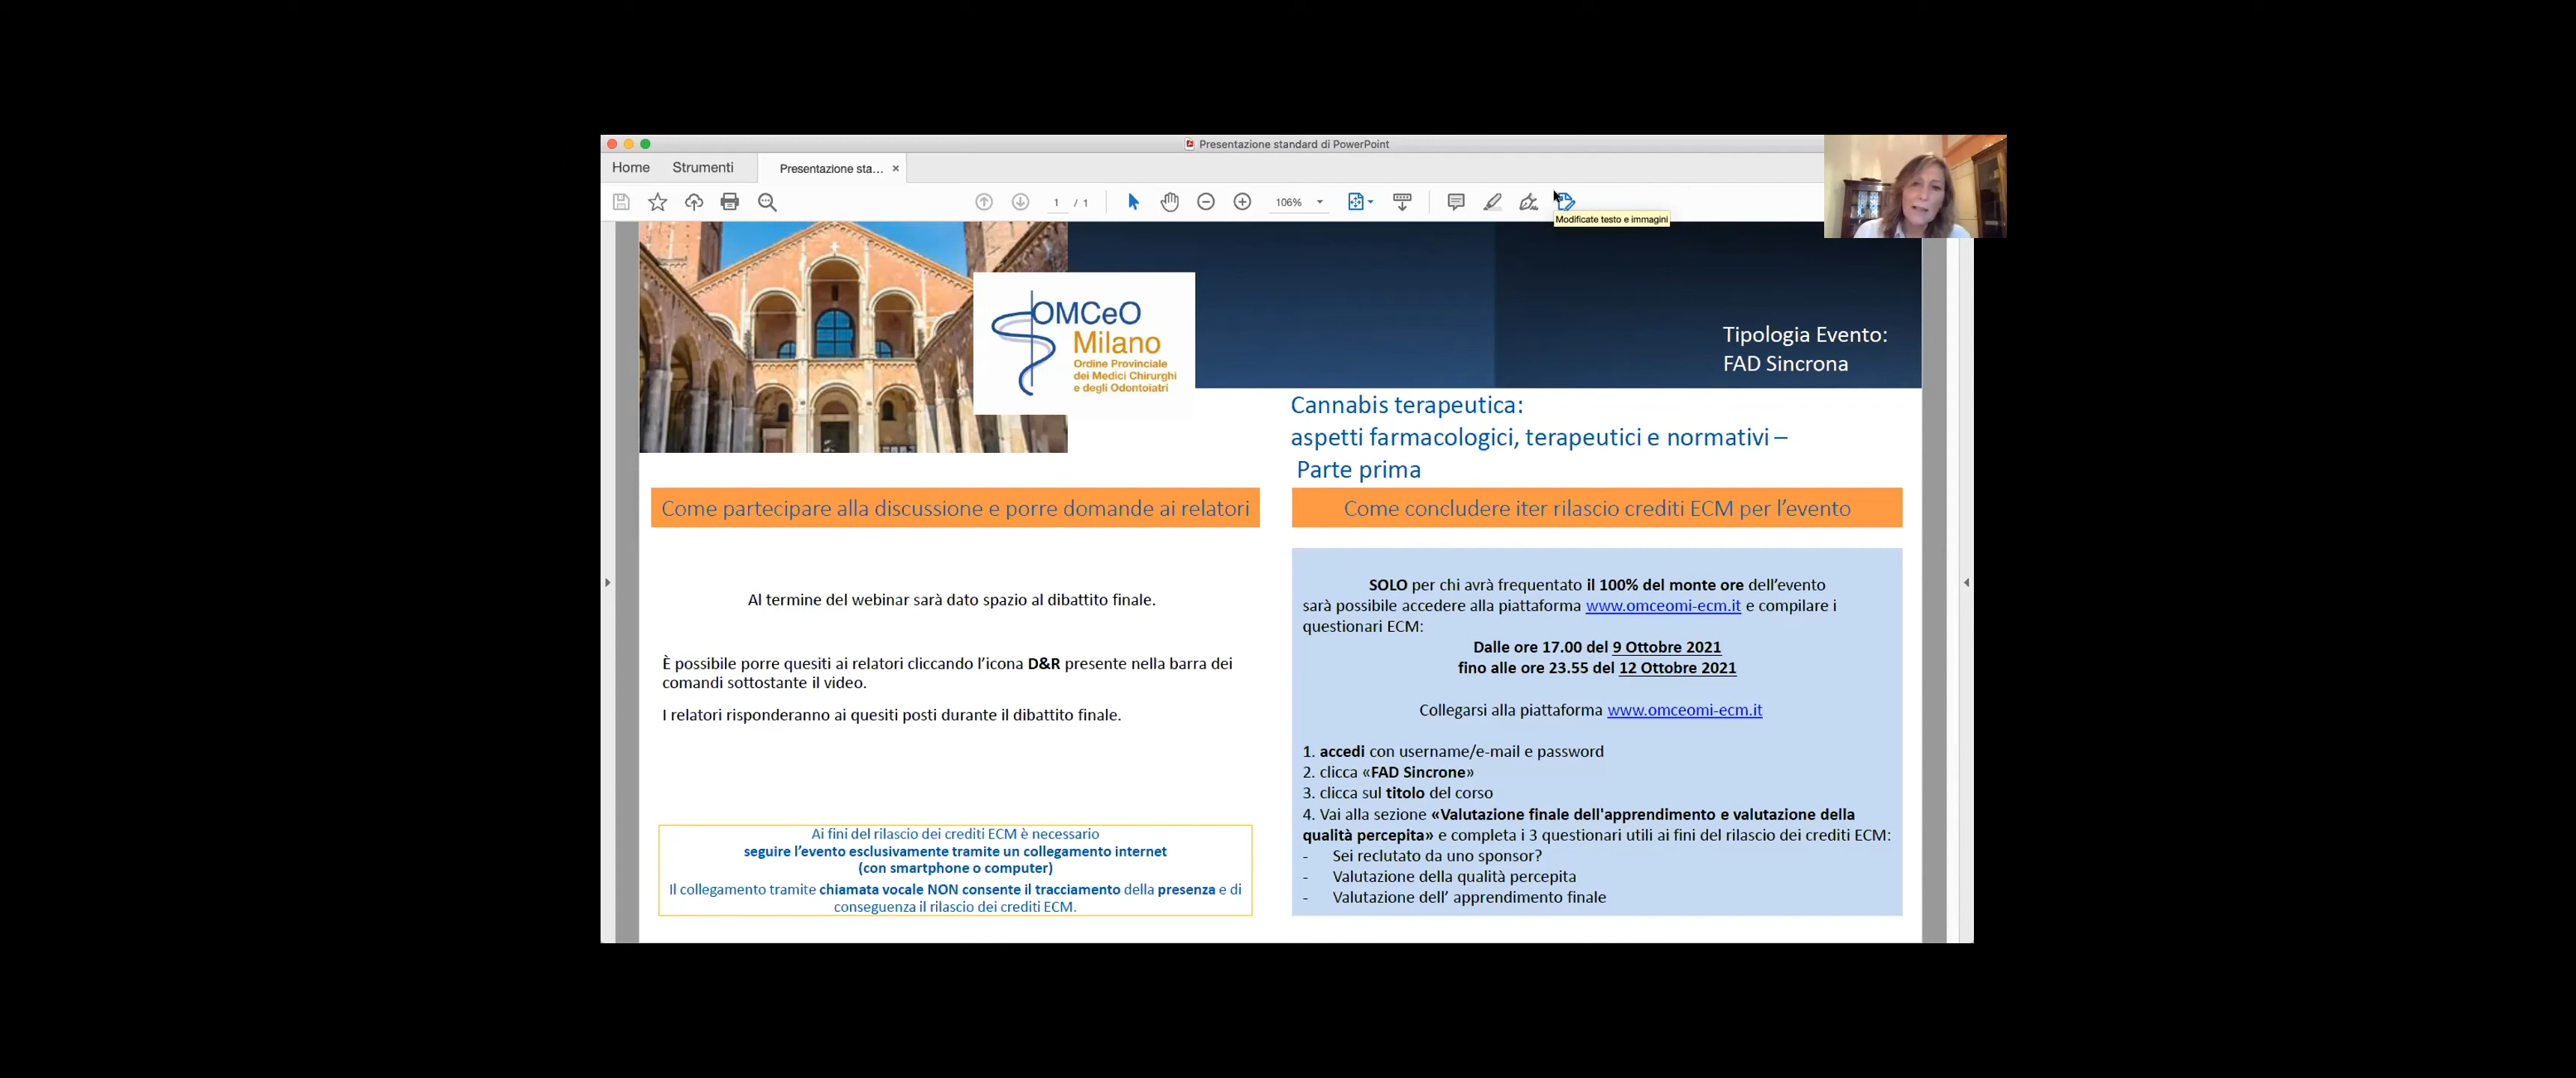 Presentazione standard di PowerPoint
Home
Strumenti
Presentazione sta...
1 / 1
106%
Modificate testo e immagini
OMCeO
Milano
Ordine Provinciale
dei Medici Chirurghi
e degli Odontoiatri
Tipologia Evento:
FAD Sincrona
Cannabis terapeutica:
aspetti farmacologici, terapeutici e normativi –
Parte prima
Come partecipare alla discussione e porre domande ai relatori
Al termine del webinar sarà dato spazio al dibattito finale.
È possibile porre quesiti ai relatori cliccando l’icona D&R presente nella barra dei
comandi sottostante il video.
I relatori risponderanno ai quesiti posti durante il dibattito finale.
Ai fini del rilascio dei crediti ECM è necessario
seguire l’evento esclusivamente tramite un collegamento internet
(con smartphone o computer)
Il collegamento tramite chiamata vocale NON consente il tracciamento della presenza e di
conseguenza il rilascio dei crediti ECM.
Come concludere iter rilascio crediti ECM per l’evento
SOLO per chi avrà frequentato il 100% del monte ore dell’evento
sarà possibile accedere alla piattaforma www.omceomi-ecm.it e compilare i
questionari ECM:
Dalle ore 17.00 del 9 Ottobre 2021
fino alle ore 23.55 del 12 Ottobre 2021
Collegarsi alla piattaforma www.omceomi-ecm.it
1. accedi con username/e-mail e password
2. clicca «FAD Sincrone»
3. clicca sul titolo del corso
4. Vai alla sezione «Valutazione finale dell'apprendimento e valutazione della
qualità percepita» e completa i 3 questionari utili ai fini del rilascio dei crediti ECM:
- Sei reclutato da uno sponsor?
- Valutazione della qualità percepita
- Valutazione dell’ apprendimento finale